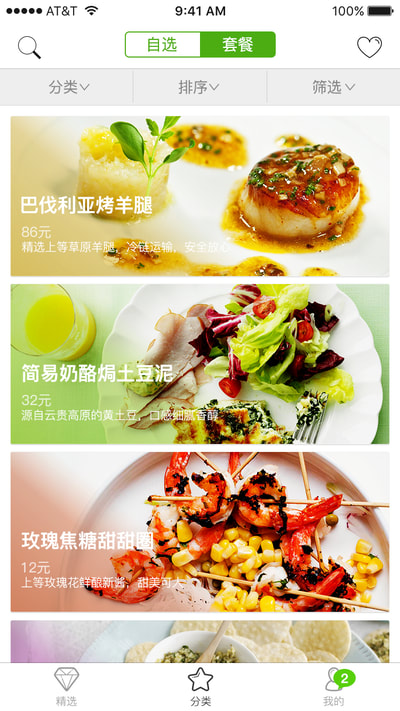 AT&T 9:41 AM 100%
自选 套餐
分类 排序 筛选
巴伐利亚烤羊腿
86元
精选上等草原羊腿，冷链运输，安全放心
简易奶酪焗土豆泥
32元
源自云贵高原的黄土豆，口感细腻香醇
玫瑰焦糖甜甜圈
12元
上等玫瑰花鲜酿新酱，甜美可人
2
精选 分类 我的